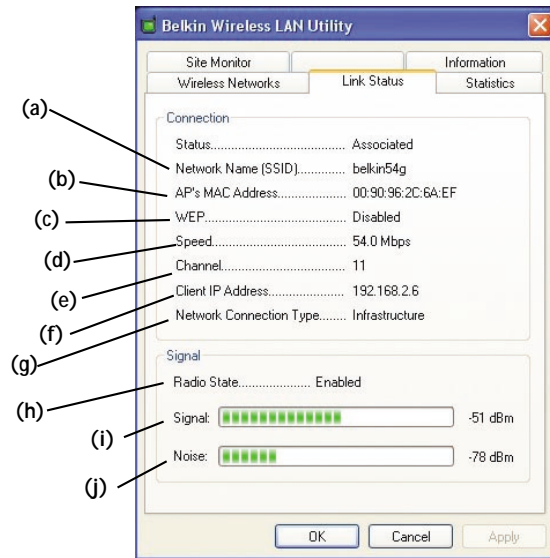 Belkin Wireless LAN Utility
Site Monitor Information
Wireless Networks Link Status Statistics
Connection
Status.................................... Associated
(a) Network Name (SSID)............. belkin54g
(b) AP's MAC Address................. 00:90:96:2C:6A:EF
(c) WEP..................................... Disabled
(d) Speed.................................... 54.0 Mbps
(e) Channel.................................. 11
(f) Client IP Address..................... 192.168.2.6
(g) Network Connection Type........ Infrastructure
Signal
(h) Radio State.................... Enabled
(i) Signal: -51 dBm
(j) Noise: -78 dBm
OK Cancel Apply